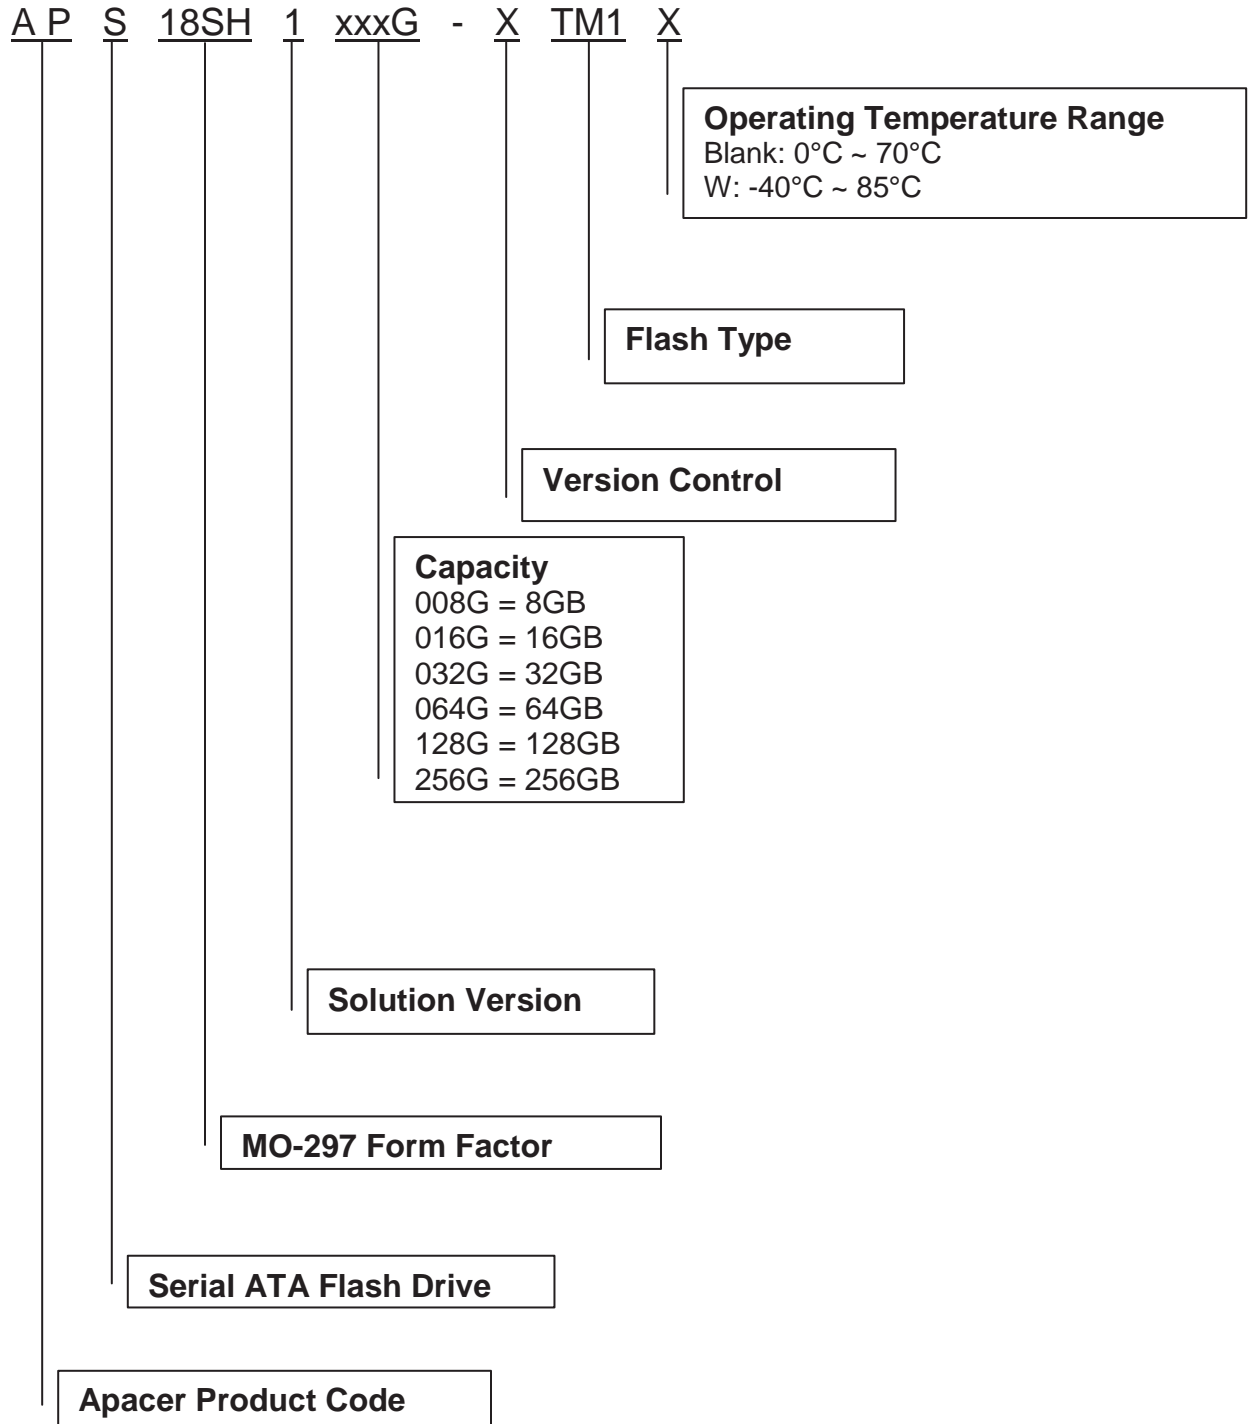 AP S 18SH 1 xxxG - X TM1 X
Operating Temperature Range
Blank: 0°C ~ 70°C
W: -40°C ~ 85°C
Flash Type
Version Control
Capacity
008G = 8GB
016G = 16GB
032G = 32GB
064G = 64GB
128G = 128GB
256G = 256GB
Solution Version
MO-297 Form Factor
Serial ATA Flash Drive
Apacer Product Code